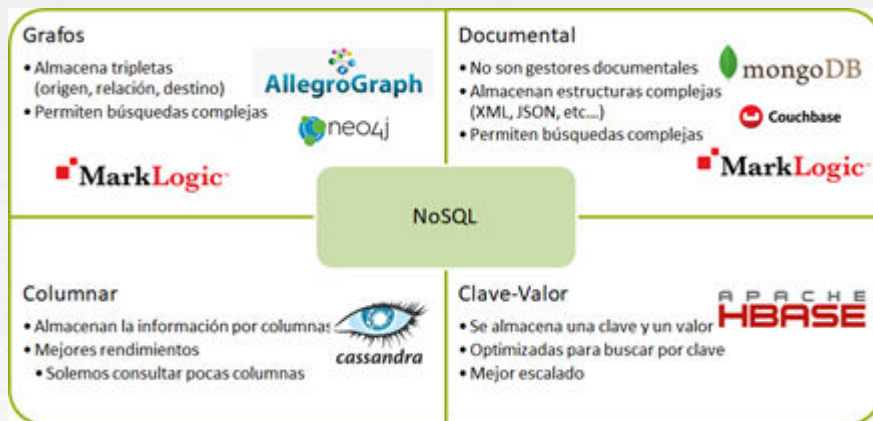 Grafos
• Almacena tripletas
(origen, relación, destino)
• Permiten búsquedas complejas
AllegroGraph
neo4j
MarkLogic™
Documental
• No son gestores documentales
• Almacenan estructuras complejas
(XML, JSON, etc...)
• Permiten búsquedas complejas
mongoDB
Couchbase
MarkLogic™
NoSQL
Columnar
• Almacenan la información por columnas
• Mejores rendimientos
• Solemos consultar pocas columnas
cassandra
Clave-Valor
• Se almacena una clave y un valor
• Optimizadas para buscar por clave
• Mejor escalado
APACHE
HBASE